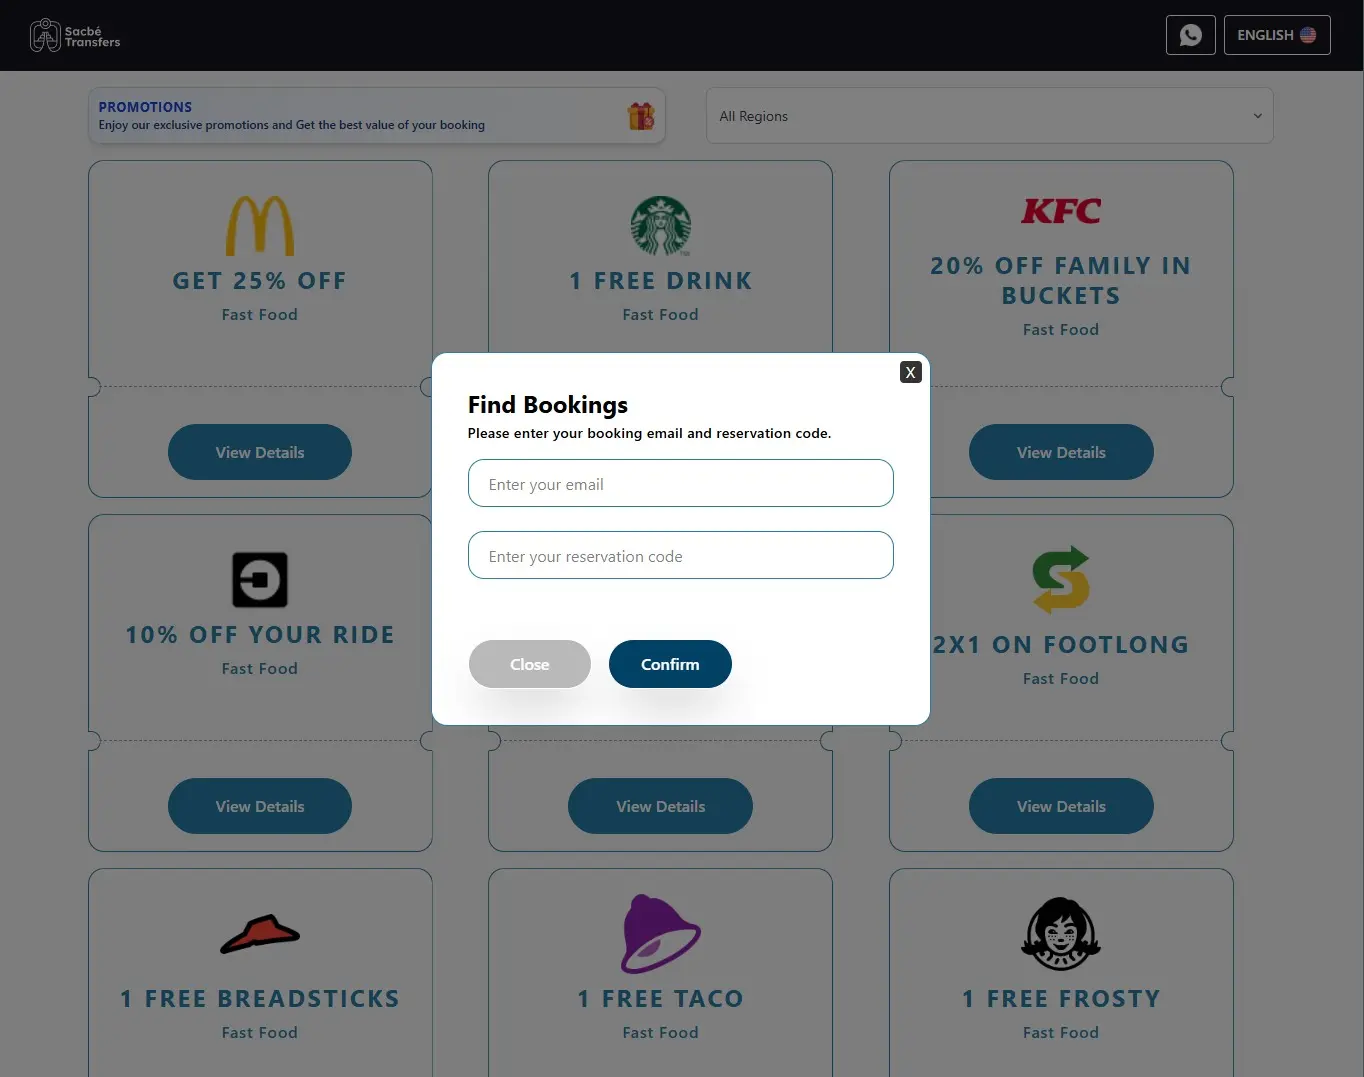 Sacbé
Transfers
ENGLISH
PROMOTIONS
Enjoy our exclusive promotions and Get the best value of your booking
All Regions
GET 25% OFF
Fast Food
View Details
1 FREE DRINK
Fast Food
KFC
20% OFF FAMILY IN
BUCKETS
Fast Food
View Details
X
Find Bookings
Please enter your booking email and reservation code.
Enter your email
Enter your reservation code
Close
Confirm
10% OFF YOUR RIDE
Fast Food
View Details
View Details
2X1 ON FOOTLONG
Fast Food
View Details
1 FREE BREADSTICKS
Fast Food
1 FREE TACO
Fast Food
1 FREE FROSTY
Fast Food